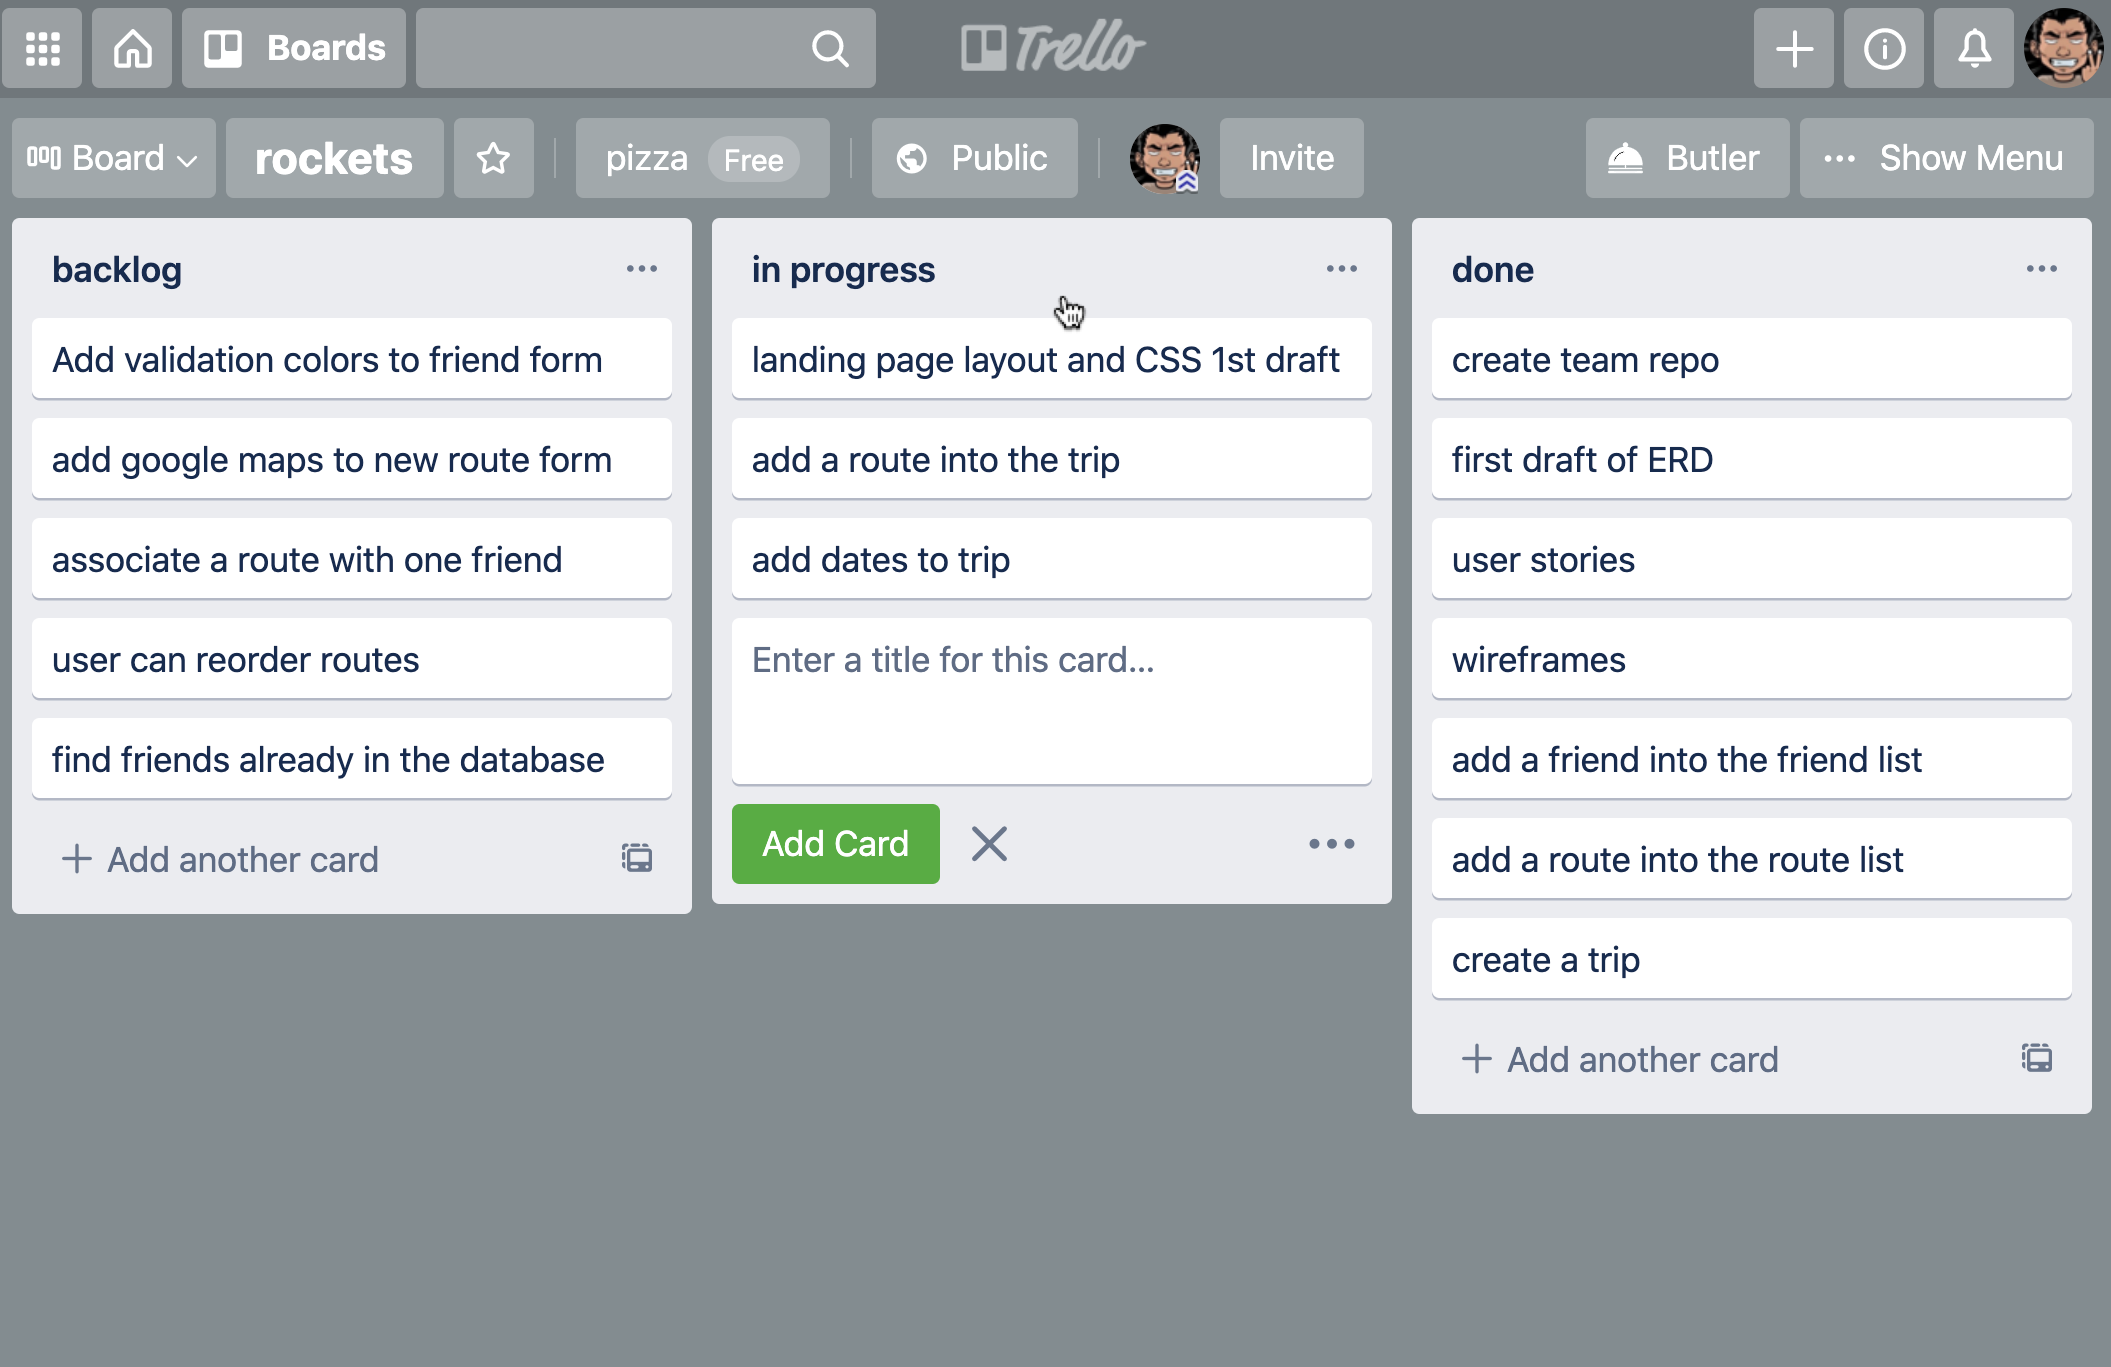 Boards
Trello
Board
rockets
pizza Free
Public
Invite
Butler
... Show Menu
backlog
Add validation colors to friend form
add google maps to new route form
associate a route with one friend
user can reorder routes
find friends already in the database
+ Add another card
in progress
landing page layout and CSS 1st draft
add a route into the trip
add dates to trip
Enter a title for this card...
Add Card
done
create team repo
first draft of ERD
user stories
wireframes
add a friend into the friend list
add a route into the route list
create a trip
+ Add another card